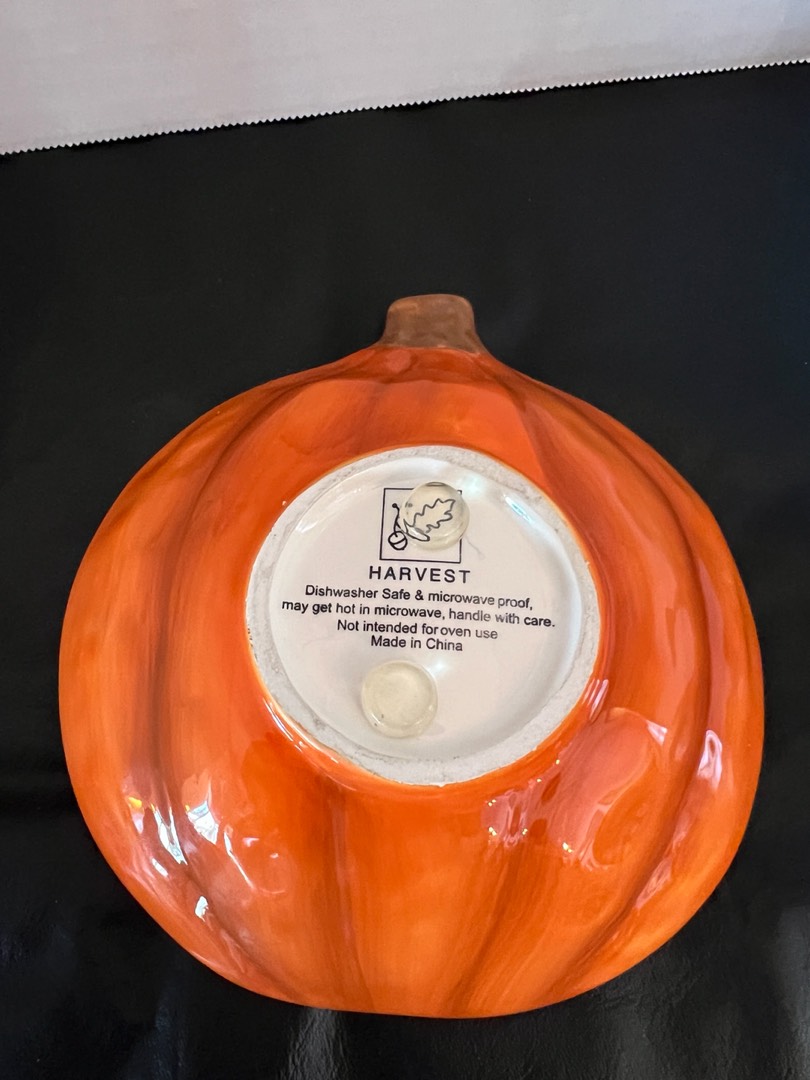 HARVEST
Dishwasher Safe & microwave proof,
may get hot in microwave, handle with care.
Not intended for oven use
Made in China